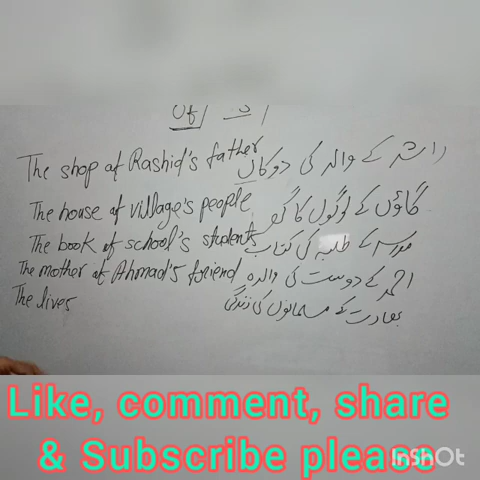 Of / 's /
The shop of Rashid's father راشد کے والد کی دوکان
The house of village's people گاؤں کے لوگوں کا گھر
The book of school's students مدرسہ کے طلبہ کی کتاب
The mother of Ahmad's friend احمد کے دوست کی والدہ
The lives بھارت کے مسلمانوں کی زندگی
Like, comment, share
& Subscribe please
InShOt